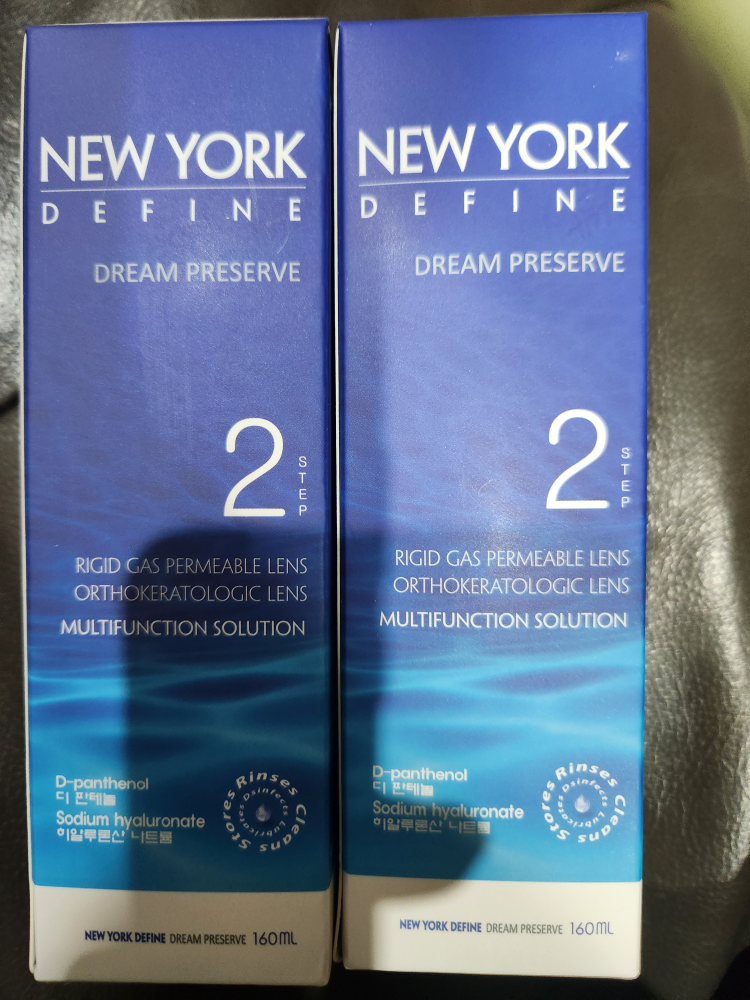 NEW YORK
DEFINE
DREAM PRESERVE
2
STEP
RIGID GAS PERMEABLE LENS
ORTHOKERATOLOGIC LENS
MULTIFUNCTION SOLUTION
D-panthenol
디 판테놀
Sodium hyaluronate
히알루론산 나트륨
Rinses Cleans Stores
Dsinfects Lubricates
NEW YORK DEFINE DREAM PRESERVE 160ML
NEW YORK
DEFINE
DREAM PRESERVE
2
STEP
RIGID GAS PERMEABLE LENS
ORTHOKERATOLOGIC LENS
MULTIFUNCTION SOLUTION
D-panthenol
디 판테놀
Sodium hyaluronate
히알루론산 나트륨
Rinses Cleans Stores
Dsinfects Lubricates
NEW YORK DEFINE DREAM PRESERVE 160ML